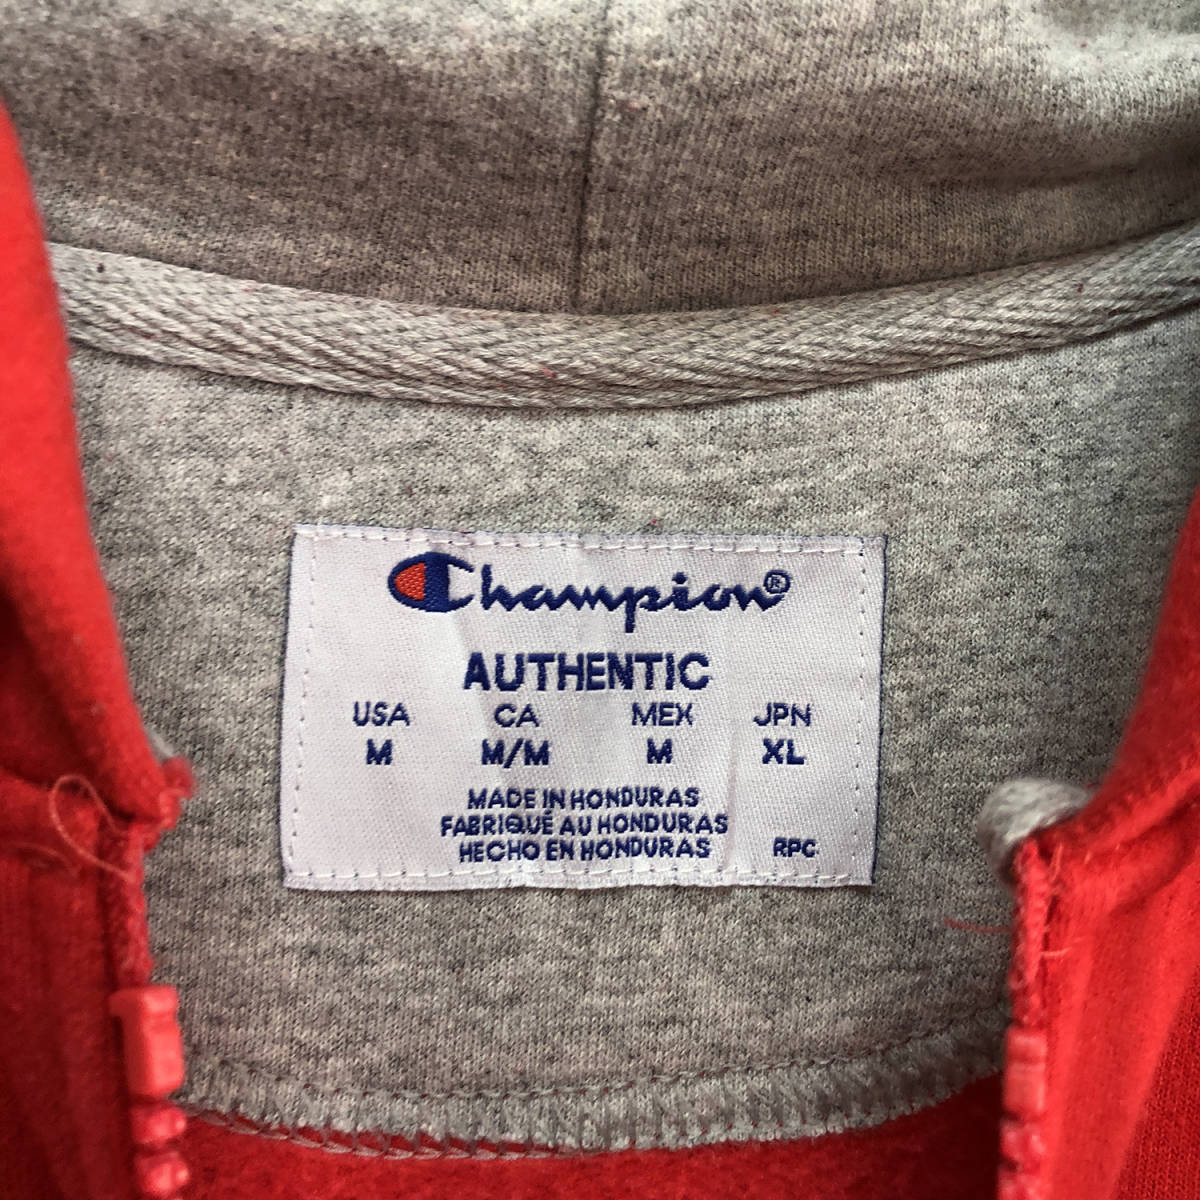 Champion®
AUTHENTIC
USA CA MEX JPN
M M/M M XL
MADE IN HONDURAS
FABRIQUÉ AU HONDURAS
HECHO EN HONDURAS RPC